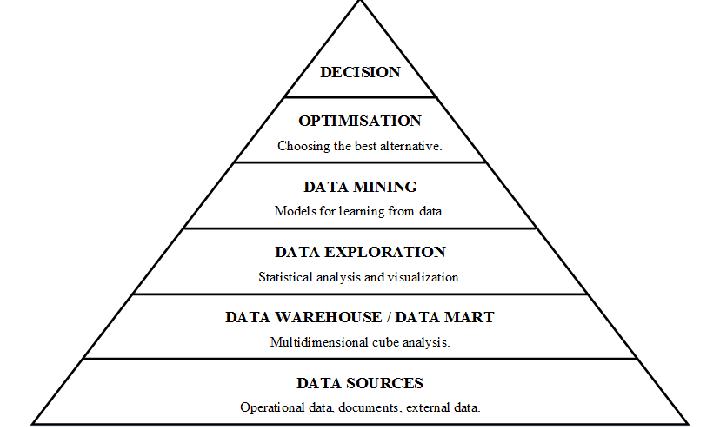 DECISION
OPTIMISATION
Choosing the best alternative.
DATA MINING
Models for learning from data
DATA EXPLORATION
Statistical analysis and visualization
DATA WAREHOUSE / DATA MART
Multidimensional cube analysis.
DATA SOURCES
Operational data, documents, external data.